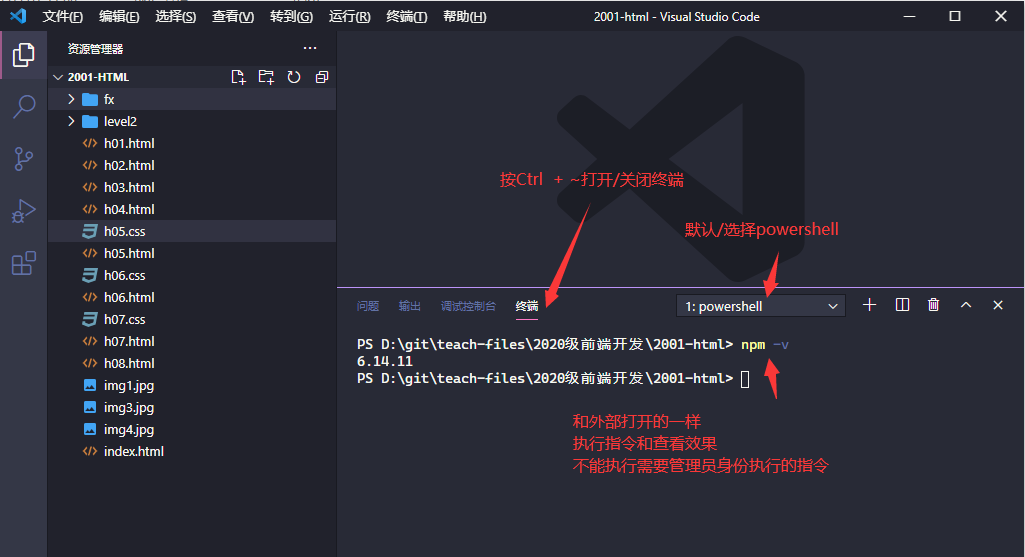 文件(F) 编辑(E) 选择(S) 查看(V) 转到(G) 运行(R) 终端(T) 帮助(H) 2001-html - Visual Studio Code
资源管理器
2001-HTML
fx
level2
h01.html
h02.html
h03.html
h04.html
h05.css
h05.html
h06.css
h06.html
h07.css
h07.html
h08.html
img1.jpg
img3.jpg
img4.jpg
index.html
按Ctrl + ~打开/关闭终端
默认/选择powershell
问题 输出 调试控制台 终端 1: powershell
PS D:\git\teach-files\2020级前端开发\2001-html> npm -v
6.14.11
PS D:\git\teach-files\2020级前端开发\2001-html>
和外部打开的一样
执行指令和查看效果
不能执行需要管理员身份执行的指令